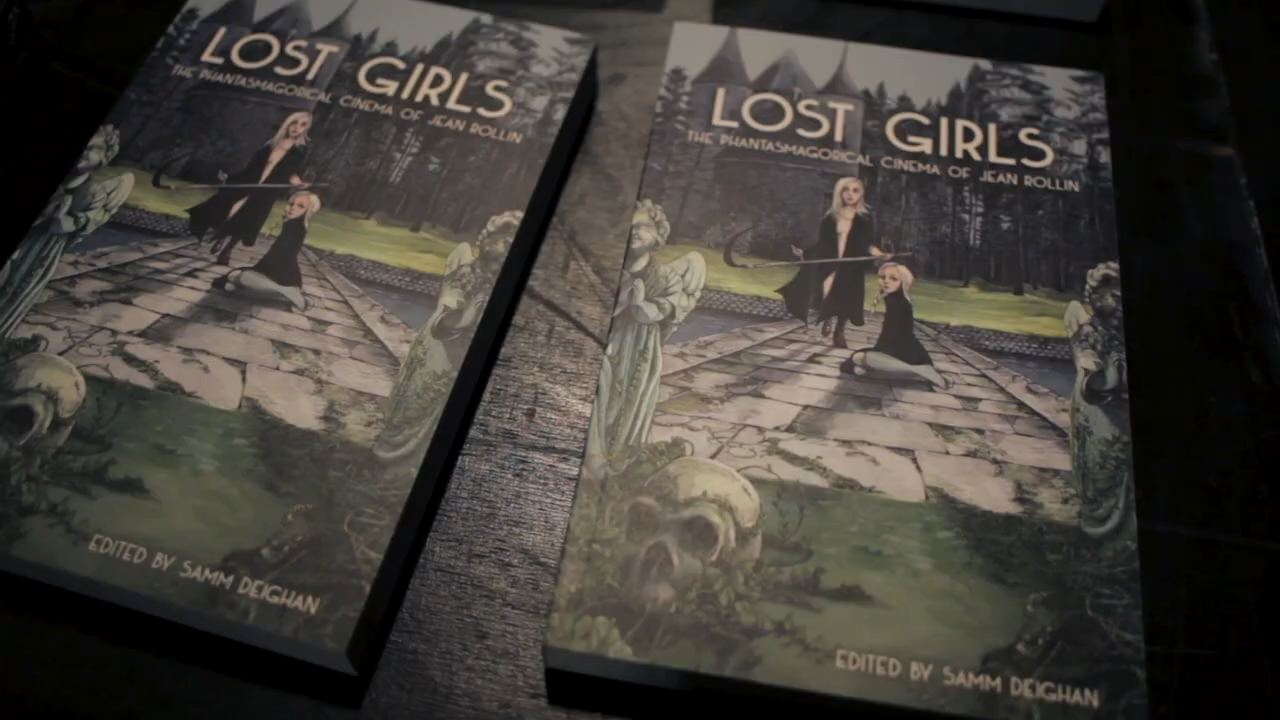 LOST GIRLS
THE PHANTASMAGORICAL CINEMA OF JEAN ROLLIN
EDITED BY SAMM DEIGHAN
LOST GIRLS
THE PHANTASMAGORICAL CINEMA OF JEAN ROLLIN
EDITED BY SAMM DEIGHAN